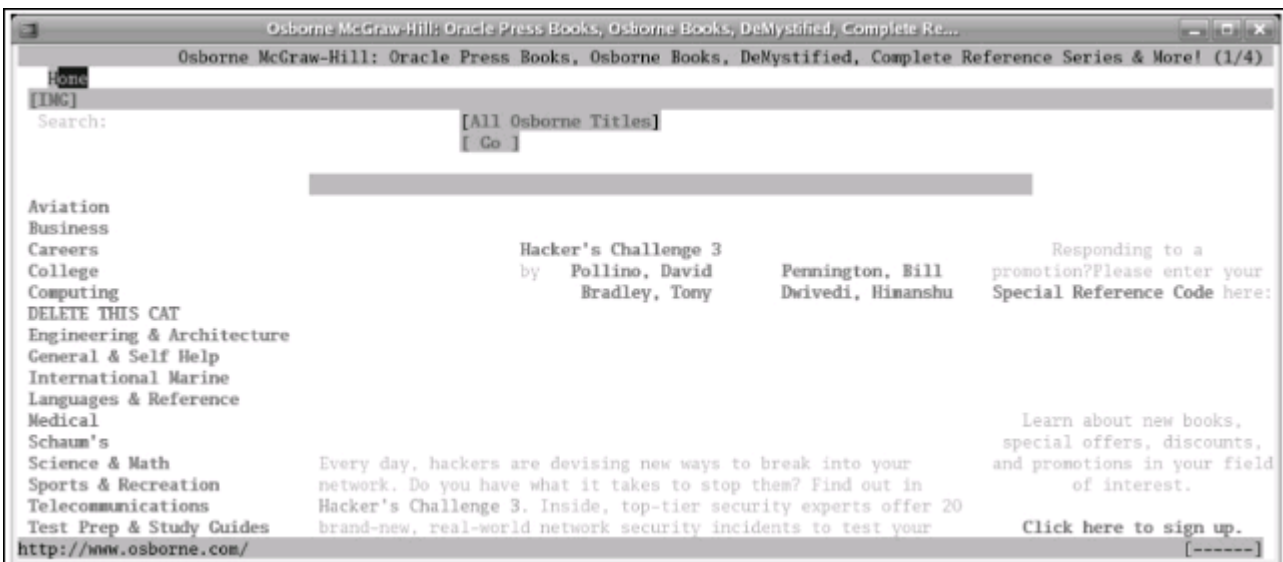 Osborne McGraw-Hill: Oracle Press Books, Osborne Books, DeMystified, Complete Re...
Osborne McGraw-Hill: Oracle Press Books, Osborne Books, DeMystified, Complete Reference Series & More! (1/4)
Home
[IMG]
Search: [All Osborne Titles]
[ Go ]
Aviation
Business
Careers Hacker's Challenge 3 Responding to a
College by Pollino, David Pennington, Bill promotion?Please enter your
Computing Bradley, Tony Dwivedi, Himanshu Special Reference Code here:
DELETE THIS CAT
Engineering & Architecture
General & Self Help
International Marine
Languages & Reference
Medical Learn about new books,
Schaum's special offers, discounts,
Science & Math Every day, hackers are devising new ways to break into your and promotions in your field
Sports & Recreation network. Do you have what it takes to stop them? Find out in of interest.
Telecommunications Hacker's Challenge 3. Inside, top-tier security experts offer 20
Test Prep & Study Guides brand-new, real-world network security incidents to test your Click here to sign up.
http://www.osborne.com/ [------]